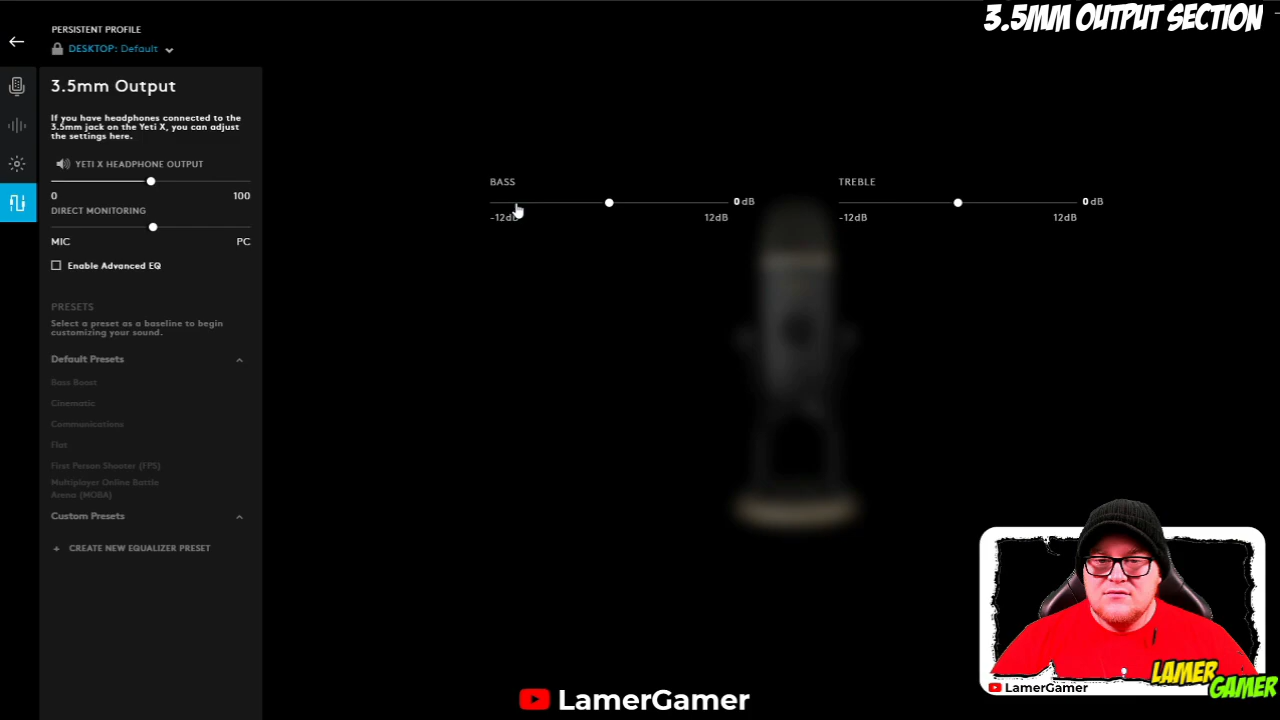 3.5MM OUTPUT SECTION
PERSISTENT PROFILE
DESKTOP: Default
3.5mm Output
If you have headphones connected to the
3.5mm jack on the Yeti X, you can adjust
the settings here.
YETI X HEADPHONE OUTPUT
0 100
DIRECT MONITORING
MIC PC
Enable Advanced EQ
PRESETS
Select a preset as a baseline to begin
customizing your sound.
Default Presets
Bass Boost
Cinematic
Communications
Flat
First Person Shooter (FPS)
Multiplayer Online Battle
Arena (MOBA)
Custom Presets
+ CREATE NEW EQUALIZER PRESET
BASS
0 dB
-12dB 12dB
TREBLE
0 dB
-12dB 12dB
LamerGamer
LAMER
GAMER
LamerGamer